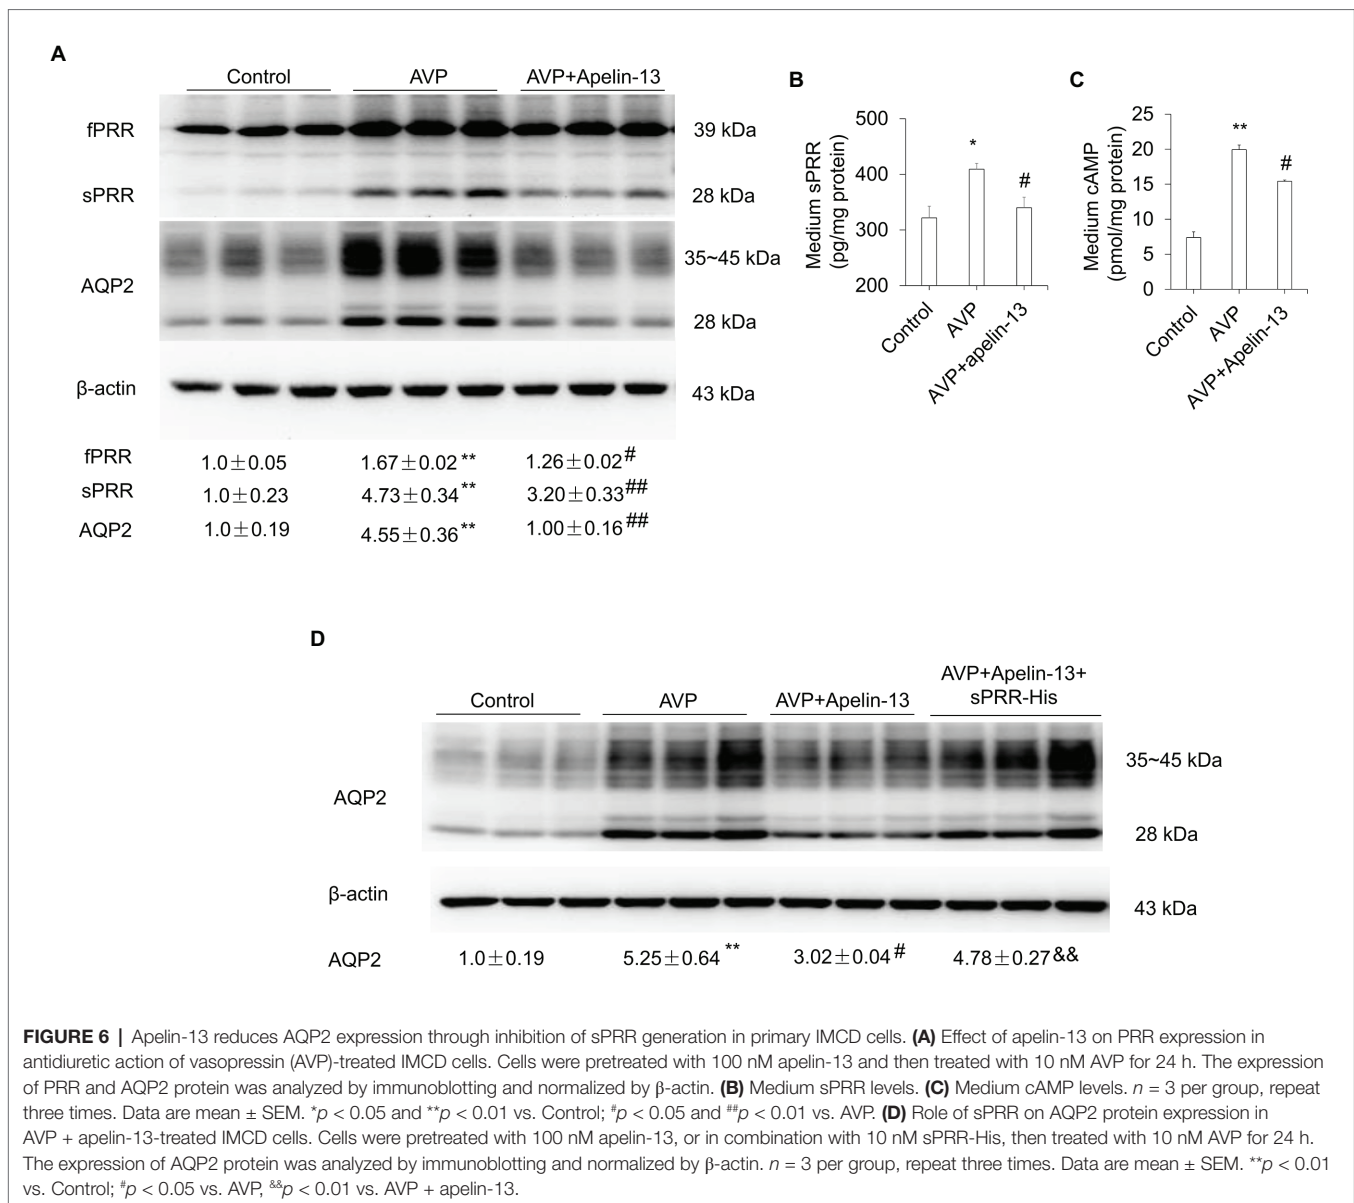 A
Control AVP AVP+Apelin-13
fPRR 39 kDa
sPRR 28 kDa
35~45 kDa
AQP2
28 kDa
β-actin 43 kDa
fPRR 1.0±0.05 1.67±0.02** 1.26±0.02#
sPRR 1.0±0.23 4.73±0.34** 3.20±0.33##
AQP2 1.0±0.19 4.55±0.36** 1.00±0.16##
B
Medium sPRR
(pg/mg protein)
500
400
300
200
*
#
Control
AVP
AVP+apelin-13
C
Medium cAMP
(pmol/mg protein)
25
20
15
10
5
0
**
#
Control
AVP
AVP+Apelin-13
D
Control AVP AVP+Apelin-13 AVP+Apelin-13+
sPRR-His
35~45 kDa
AQP2
28 kDa
β-actin 43 kDa
AQP2 1.0±0.19 5.25±0.64** 3.02±0.04# 4.78±0.27&&
FIGURE 6 | Apelin-13 reduces AQP2 expression through inhibition of sPRR generation in primary IMCD cells. (A) Effect of apelin-13 on PRR expression in
antidiuretic action of vasopressin (AVP)-treated IMCD cells. Cells were pretreated with 100 nM apelin-13 and then treated with 10 nM AVP for 24 h. The expression
of PRR and AQP2 protein was analyzed by immunoblotting and normalized by β-actin. (B) Medium sPRR levels. (C) Medium cAMP levels. n = 3 per group, repeat
three times. Data are mean ± SEM. *p < 0.05 and **p < 0.01 vs. Control; #p < 0.05 and ##p < 0.01 vs. AVP. (D) Role of sPRR on AQP2 protein expression in
AVP + apelin-13-treated IMCD cells. Cells were pretreated with 100 nM apelin-13, or in combination with 10 nM sPRR-His, then treated with 10 nM AVP for 24 h.
The expression of AQP2 protein was analyzed by immunoblotting and normalized by β-actin. n = 3 per group, repeat three times. Data are mean ± SEM. **p < 0.01
vs. Control; #p < 0.05 vs. AVP, &&p < 0.01 vs. AVP + apelin-13.